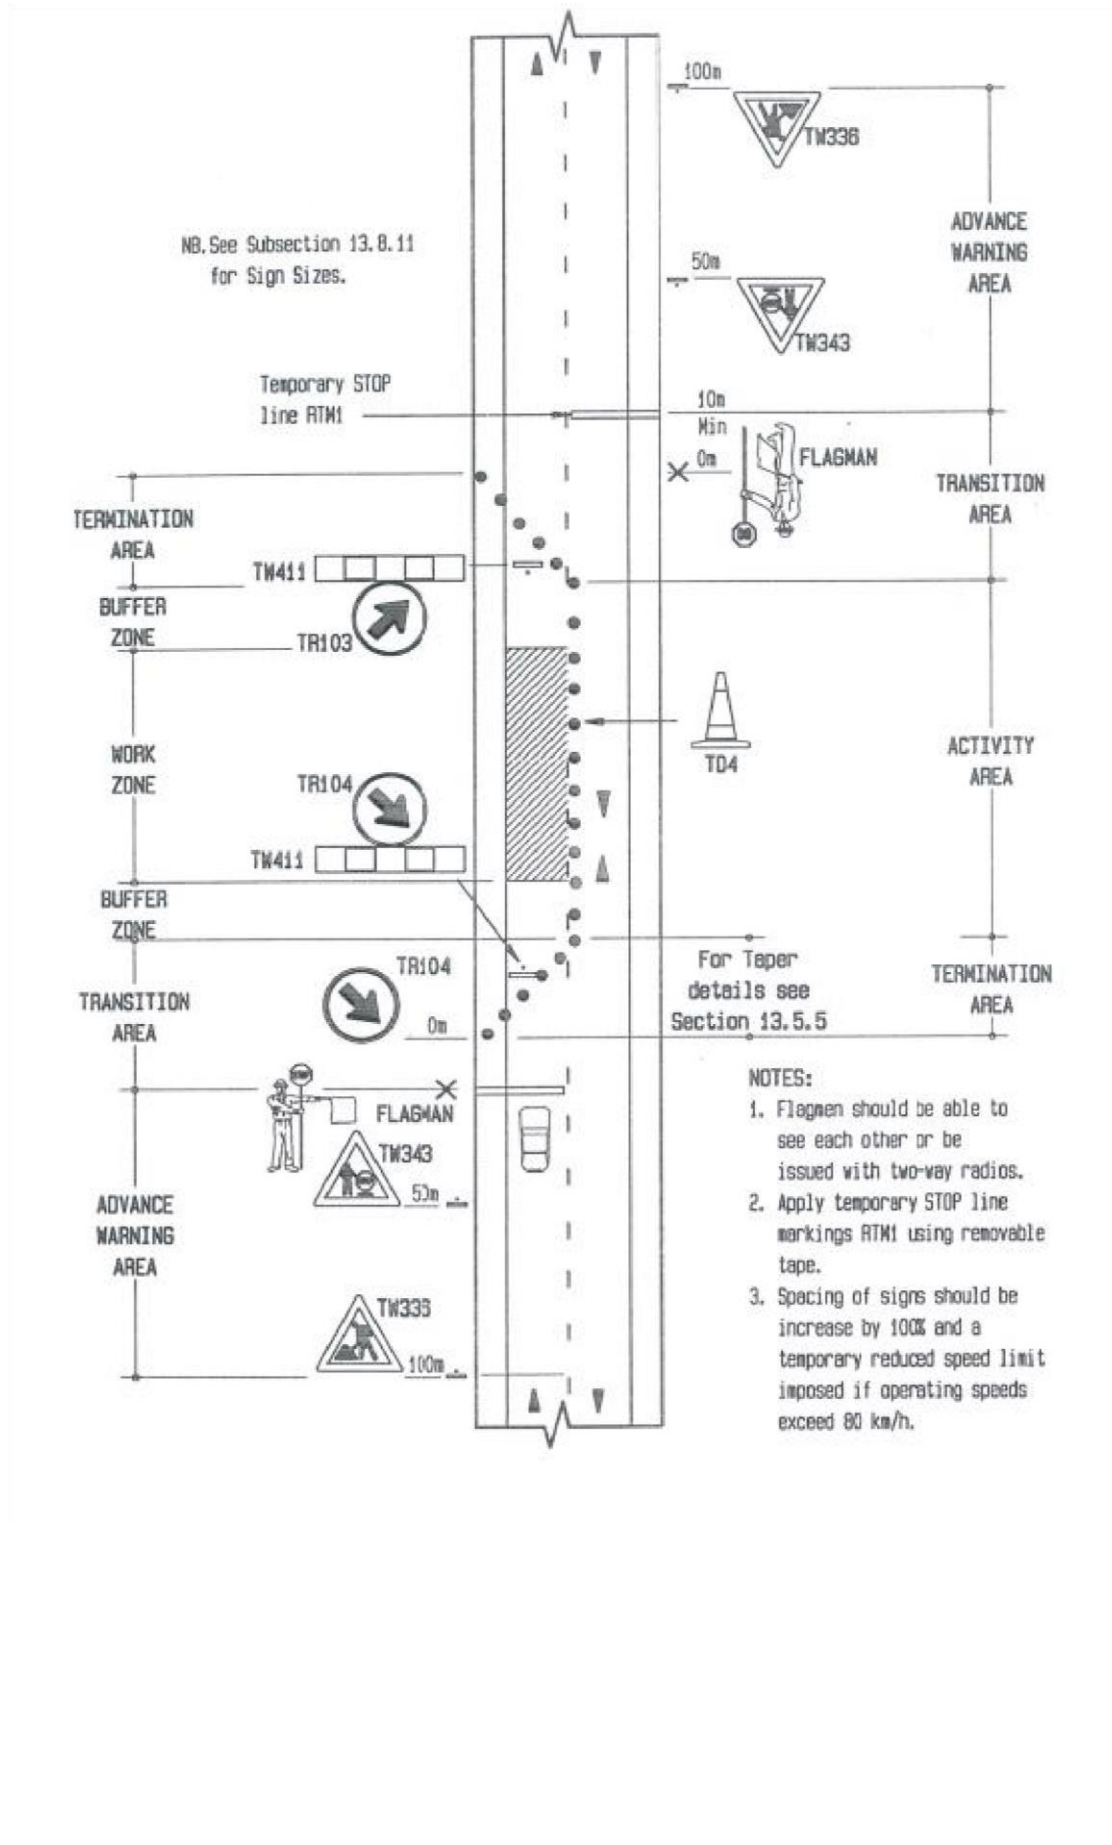 100m
TW336
ADVANCE
WARNING
AREA
NB.See Subsection 13.8.11
for Sign Sizes.
50m
TW343
Temporary STOP
line RTM1
10m
Min
0m
FLAGMAN
TRANSITION
AREA
TERMINATION
AREA
TW411
BUFFER
ZONE
TR103
WORK
ZONE
TR104
TW411
TD4
ACTIVITY
AREA
BUFFER
ZONE
TRANSITION
AREA
TR104
0m
For Taper
details see
Section 13.5.5
TERMINATION
AREA
FLAGMAN
TW343
50m
ADVANCE
WARNING
AREA
TW336
100m
NOTES:
1. Flagmen should be able to
see each other or be
issued with two-way radios.
2. Apply temporary STOP line
markings RTM1 using removable
tape.
3. Spacing of signs should be
increase by 100% and a
temporary reduced speed limit
imposed if operating speeds
exceed 80 km/h.